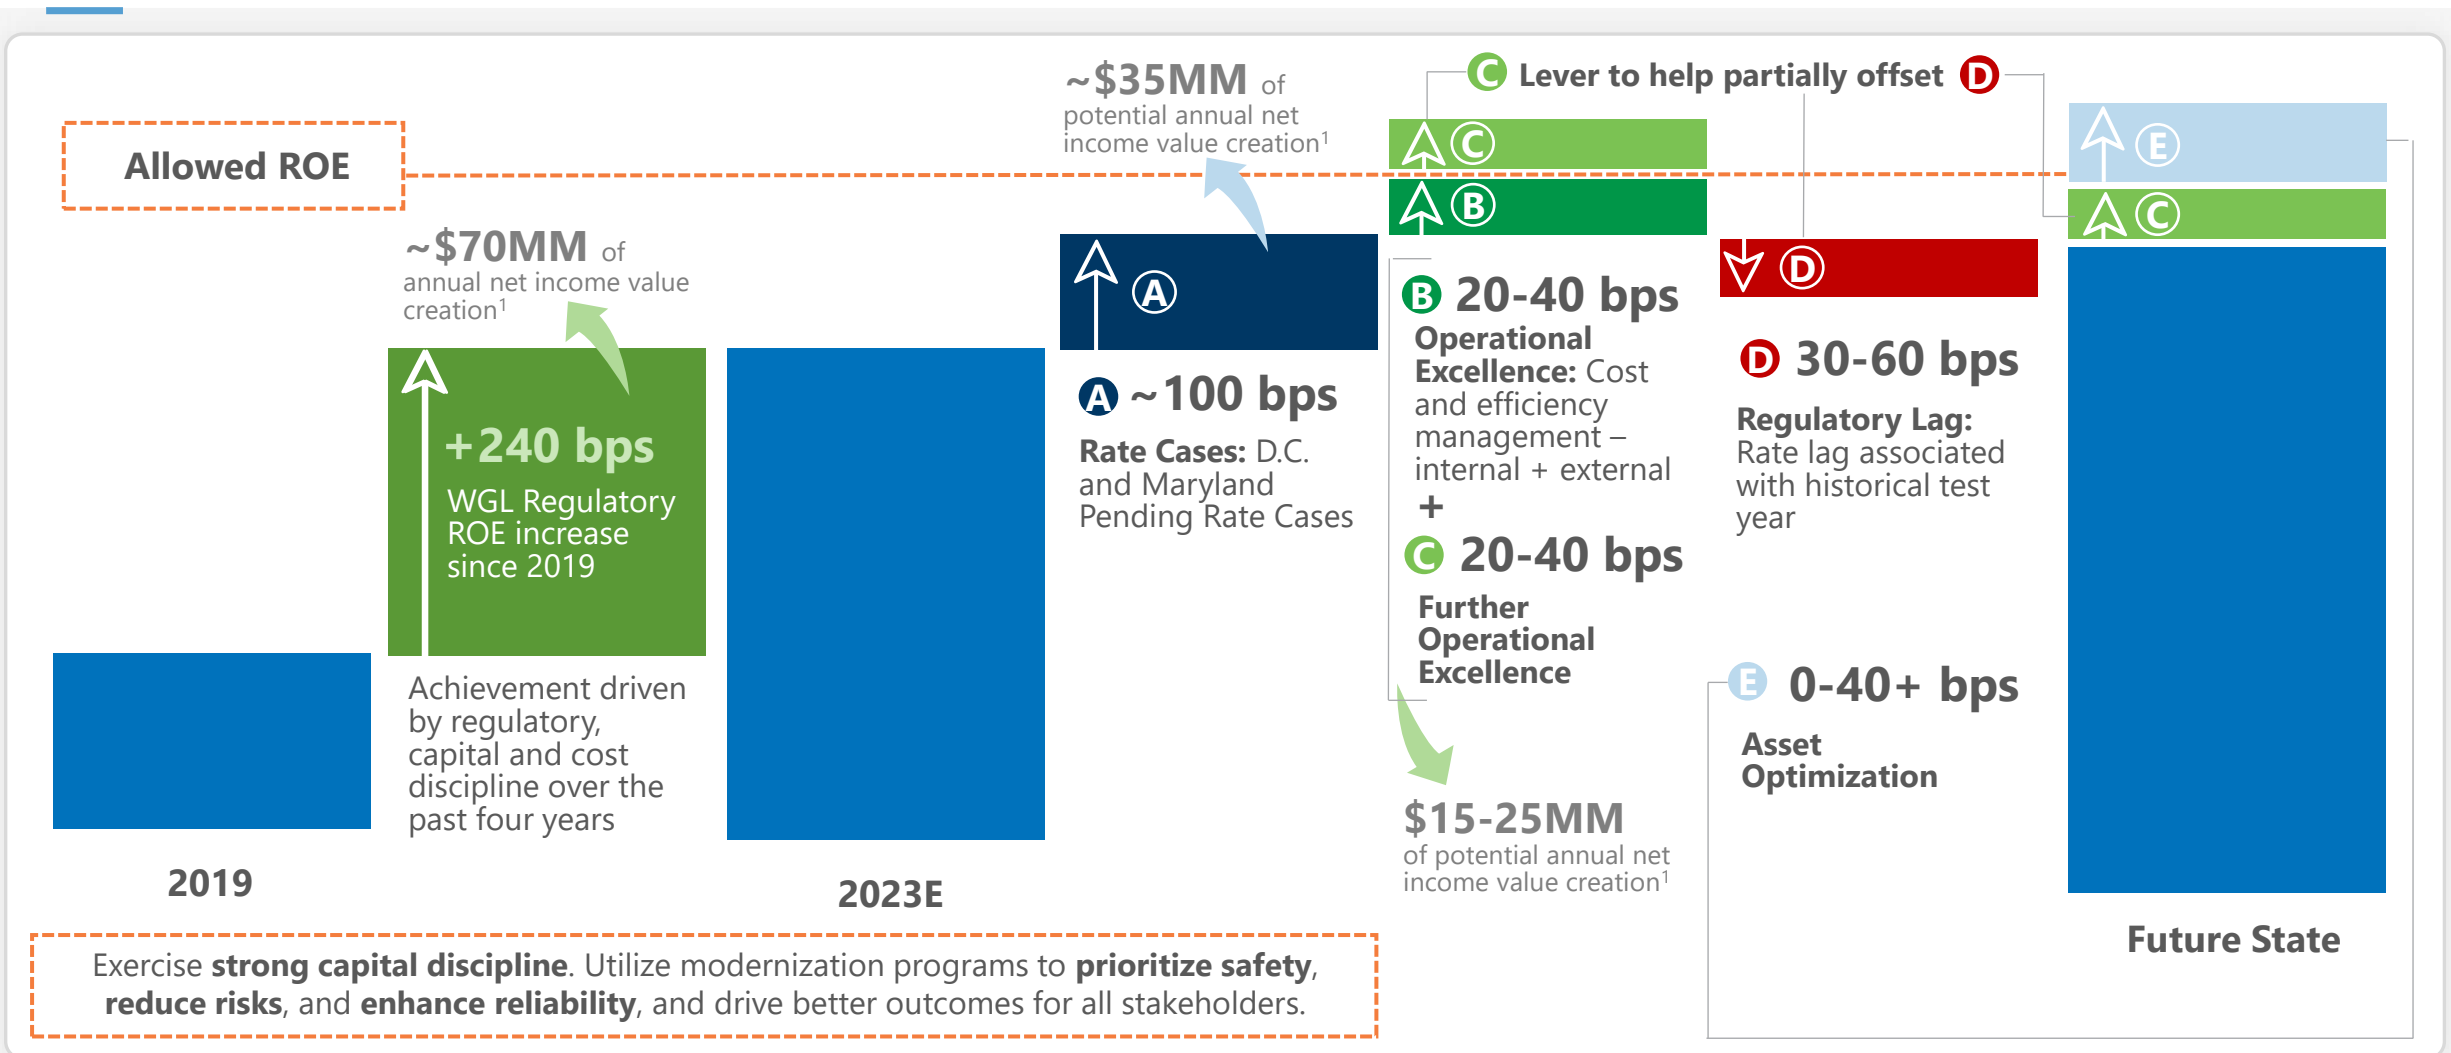 Allowed ROE
~$70MM of
annual net income value
creation1
+240 bps
WGL Regulatory
ROE increase
since 2019
Achievement driven
by regulatory,
capital and cost
discipline over the
past four years
2019
2023E
~$35MM of
potential annual net
income value creation1
A
A ~100 bps
Rate Cases: D.C.
and Maryland
Pending Rate Cases
C Lever to help partially offset D
C
B
B 20-40 bps
Operational
Excellence: Cost
and efficiency
management –
internal + external
+
C 20-40 bps
Further
Operational
Excellence
$15-25MM
of potential annual net
income value creation1
D
D 30-60 bps
Regulatory Lag:
Rate lag associated
with historical test
year
E 0-40+ bps
Asset
Optimization
E
C
Future State
Exercise strong capital discipline. Utilize modernization programs to prioritize safety,
reduce risks, and enhance reliability, and drive better outcomes for all stakeholders.